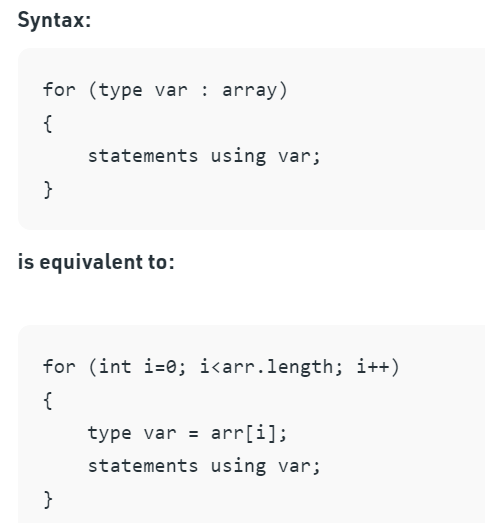 Syntax:
for (type var : array)
{
    statements using var;
}
is equivalent to:
for (int i=0; i<arr.length; i++)
{
    type var = arr[i];
    statements using var;
}